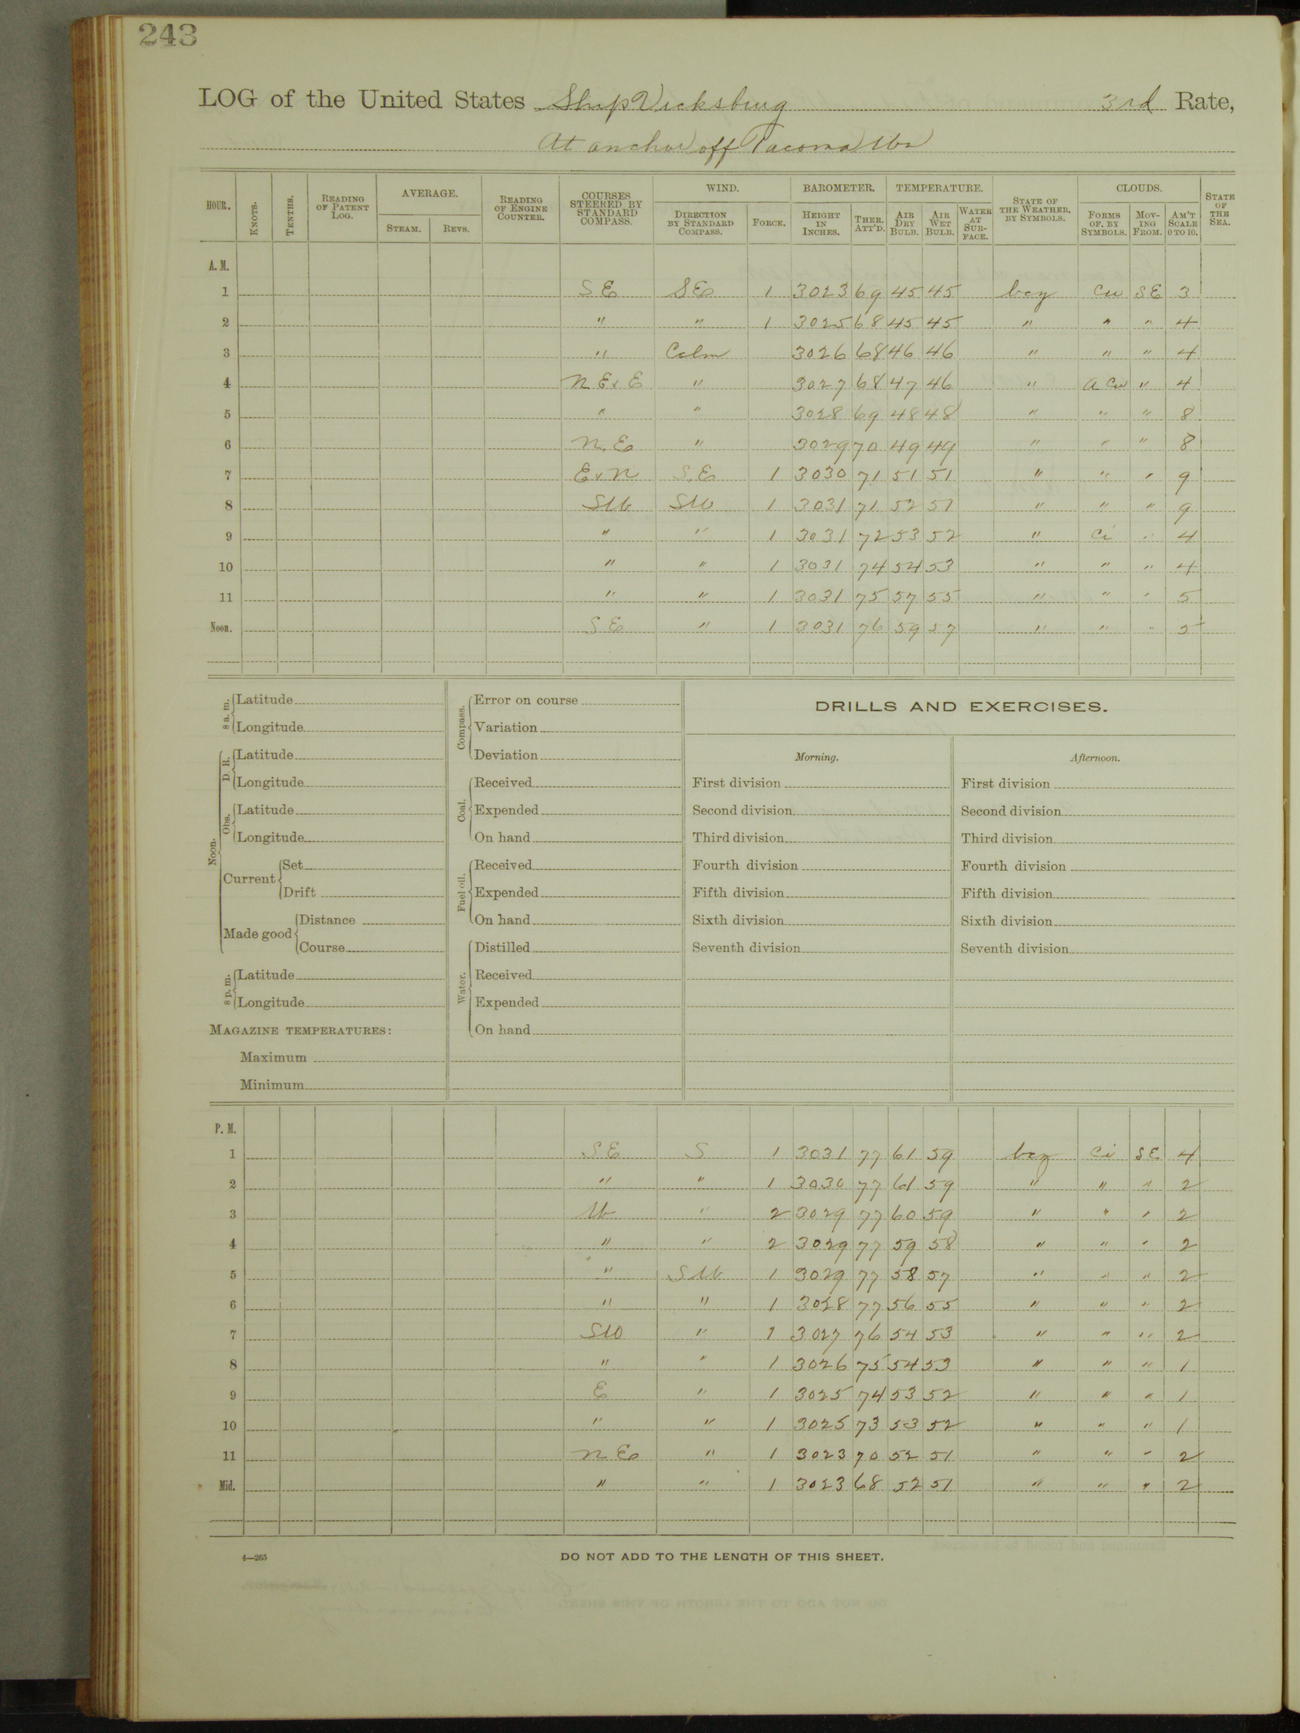 243
LOG of the United States Ship Vicksburg 3rd Rate,
At anchor off Tacoma Wn
HOUR. KNOTS. TENTHS. READING OF PATENT LOG. AVERAGE. STEAM. REVS. READING OF ENGINE COUNTER. COURSES STEERED BY STANDARD COMPASS. WIND. DIRECTION BY STANDARD COMPASS. FORCE. BAROMETER. HEIGHT IN INCHES. THER. ATT'D. TEMPERATURE. AIR DRY BULB. AIR WET BULB. WATER AT SURFACE. STATE OF THE WEATHER, BY SYMBOLS. CLOUDS. FORMS OF, BY SYMBOLS. MOVING FROM. AM'T SCALE 0 TO 10. STATE OF THE SEA.
A. M.
1 SE SE 1 3023 69 45 45 bcz Cu SE 3
2 " " 1 3025 68 45 45 " " " 4
3 " Calm 3026 68 46 46 " " " 4
4 NExE " 3027 68 47 46 " A Cu " 4
5 " " 3028 69 48 48 " " " 8
6 N.E " 3029 70 49 49 " " " 8
7 ExN S.E 1 3030 71 51 51 " " " 9
8 SW SW 1 3031 71 52 51 " " " 9
9 " " 1 3031 72 53 52 " Ci " 4
10 " " 1 3031 74 54 53 " " " 4
11 " " 1 3031 75 57 55 " " " 5
Noon. S E " 1 3031 76 59 57 " " " 5
8 a. m. Latitude
Longitude
Noon. D. R. Latitude
Longitude
Obs. Latitude
Longitude
Current Set
Drift
Made good Distance
Course
8 p. m. Latitude
Longitude
MAGAZINE TEMPERATURES:
Maximum
Minimum
Compass. Error on course
Variation
Deviation
Coal. Received
Expended
On hand
Fuel oil. Received
Expended
On hand
Water. Distilled
Received
Expended
On hand
DRILLS AND EXERCISES.
Morning. Afternoon.
First division First division
Second division Second division
Third division Third division
Fourth division Fourth division
Fifth division Fifth division
Sixth division Sixth division
Seventh division Seventh division
P. M.
1 SE S 1 3031 77 61 59 bcz Ci SE 4
2 " " 1 3030 77 61 59 " " " 2
3 W " 2 3029 77 60 59 " " " 2
4 " " 2 3029 77 59 58 " " " 2
5 " SW 1 3029 77 58 57 " " " 2
6 " " 1 3028 77 56 55 " " " 2
7 SW " 1 3027 76 54 53 " " " 2
8 " " 1 3026 75 54 53 " " " 1
9 E " 1 3025 74 53 52 " " " 1
10 " " 1 3025 73 53 52 " " " 1
11 N E " 1 3023 70 52 51 " " " 2
Mid. " " 1 3023 68 52 51 " " " 2
4—265 DO NOT ADD TO THE LENGTH OF THIS SHEET.